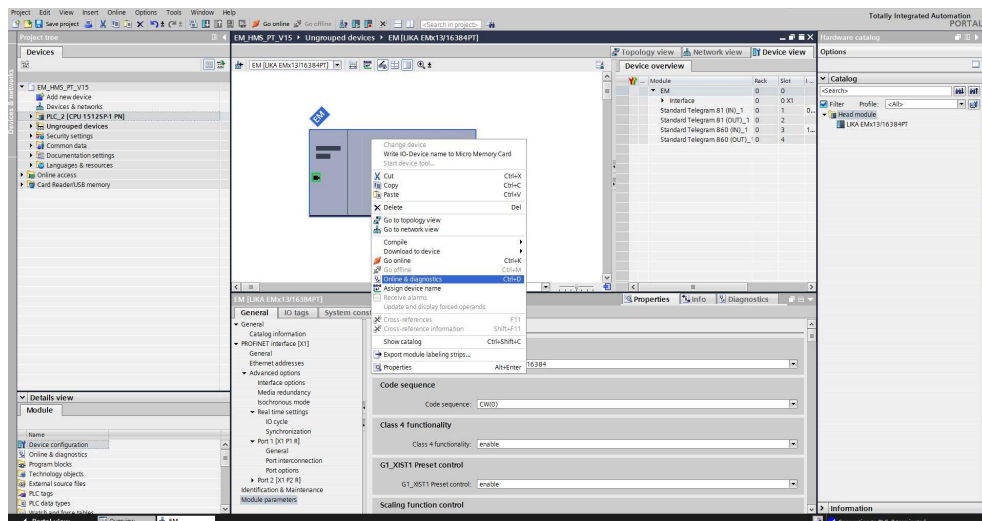 Project Edit View Insert Online Options Tools Window Help
Totally Integrated Automation
PORTAL
Save project
Go online
Go offline
<Search in project>
Project tree
EM_HMS_PT_V15 Ungrouped devices EM [LIKA EMx13/16384PT]
Hardware catalog
Devices
Topology view Network view Device view
Options
EM [LIKA EMx13/16384PT]
Device overview
Devices & networks
EM_HMS_PT_V15
Add new device
Devices & networks
PLC_2 [CPU 1512SP-1 PN]
Ungrouped devices
Security settings
Common data
Documentation settings
Languages & resources
Online access
Card Reader/USB memory
EM
Change device
Write IO-Device name to Micro Memory Card
Start device tool...
Cut Ctrl+X
Copy Ctrl+C
Paste Ctrl+V
Delete Del
Go to topology view
Go to network view
Compile
Download to device
Go online Ctrl+K
Go offline Ctrl+M
Online & diagnostics Ctrl+D
Assign device name
Receive alarms
Update and display forced operands
Cross-references F11
Cross-reference information Shift+F11
Show catalog Ctrl+Shift+C
Export module labeling strips...
Properties Alt+Enter
... Module Rack Slot I
EM 0 0
Interface 0 0 X1
Standard Telegram 81 (IN)_1 0 1 0...
Standard Telegram 81 (OUT)_1 0 2
Standard Telegram 860 (IN)_1 0 3 1...
Standard Telegram 860 (OUT)_1 0 4
Catalog
<Search>
Filter Profile: <All>
Head module
LIKA EMx13/16384PT
EM [LIKA EMx13/16384PT]
Properties Info Diagnostics
General IO tags System cons
General
Catalog information
PROFINET interface [X1]
General
Ethernet addresses
Advanced options
Interface options
Media redundancy
Isochronous mode
Real time settings
IO cycle
Synchronization
Port 1 [X1 P1 R]
General
Port interconnection
Port options
Port 2 [X1 P2 R]
Identification & Maintenance
Module parameters
16384
Code sequence
Code sequence: CW(0)
Class 4 functionality
Class 4 functionality: enable
G1_XIST1 Preset control
G1_XIST1 Preset control: enable
Scaling function control
Details view
Module
Name
Device configuration
Online & diagnostics
Program blocks
Technology objects
External source files
PLC tags
PLC data types
Watch and force tables
Information
Portal view Overview EM